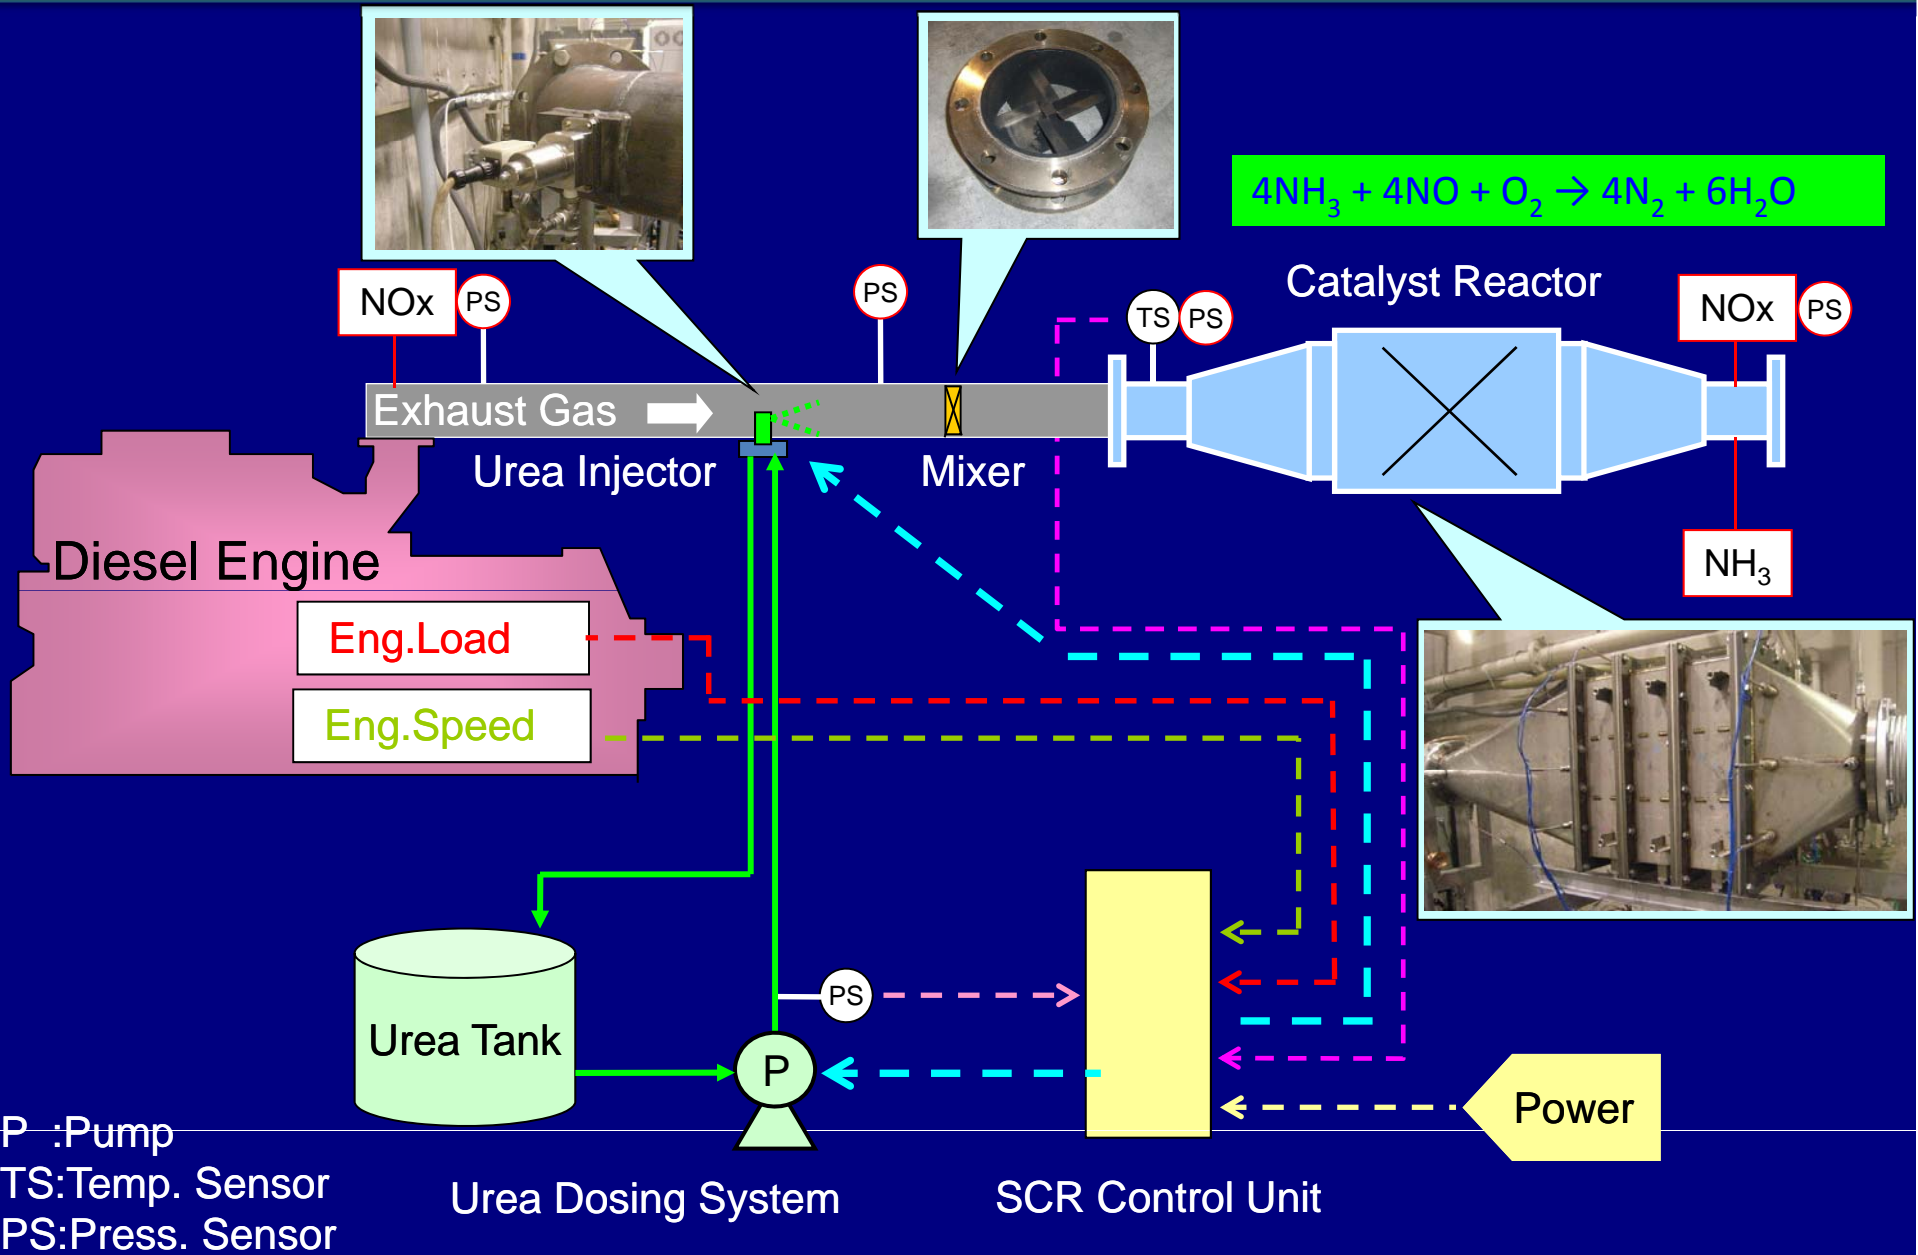 4NH₃ + 4NO + O₂ → 4N₂ + 6H₂O
Catalyst Reactor
NOx
PS
PS
TS
PS
NOx
PS
Exhaust Gas
Urea Injector
Mixer
NH₃
Diesel Engine
Eng.Load
Eng.Speed
PS
Urea Tank
P
Power
P :Pump
TS:Temp. Sensor
PS:Press. Sensor
Urea Dosing System
SCR Control Unit